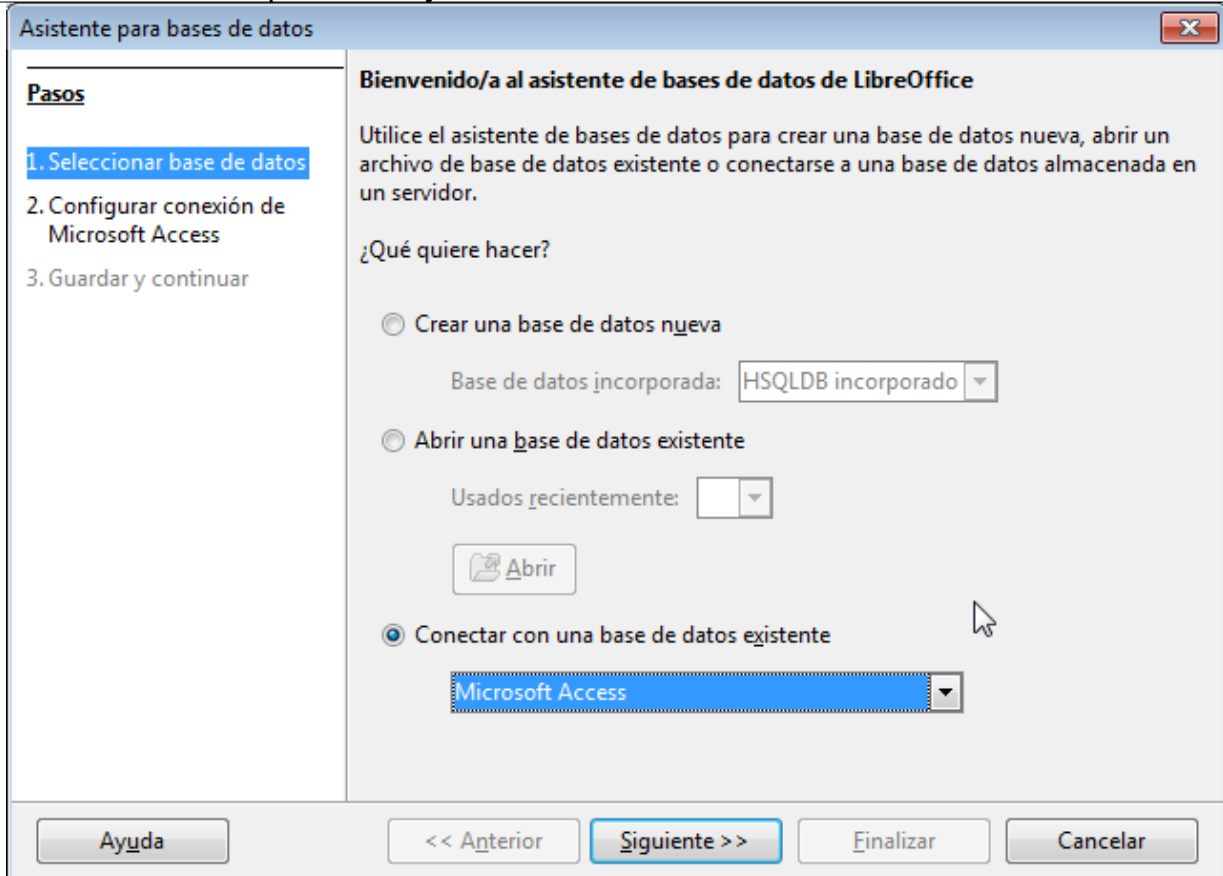 Asistente para bases de datos
Pasos
1. Seleccionar base de datos
2. Configurar conexión de
Microsoft Access
3. Guardar y continuar
Bienvenido/a al asistente de bases de datos de LibreOffice
Utilice el asistente de bases de datos para crear una base de datos nueva, abrir un
archivo de base de datos existente o conectarse a una base de datos almacenada en
un servidor.
¿Qué quiere hacer?
Crear una base de datos nueva
Base de datos incorporada: HSQLDB incorporado
Abrir una base de datos existente
Usados recientemente:
Abrir
Conectar con una base de datos existente
Microsoft Access
Ayuda << Anterior Siguiente >> Finalizar Cancelar